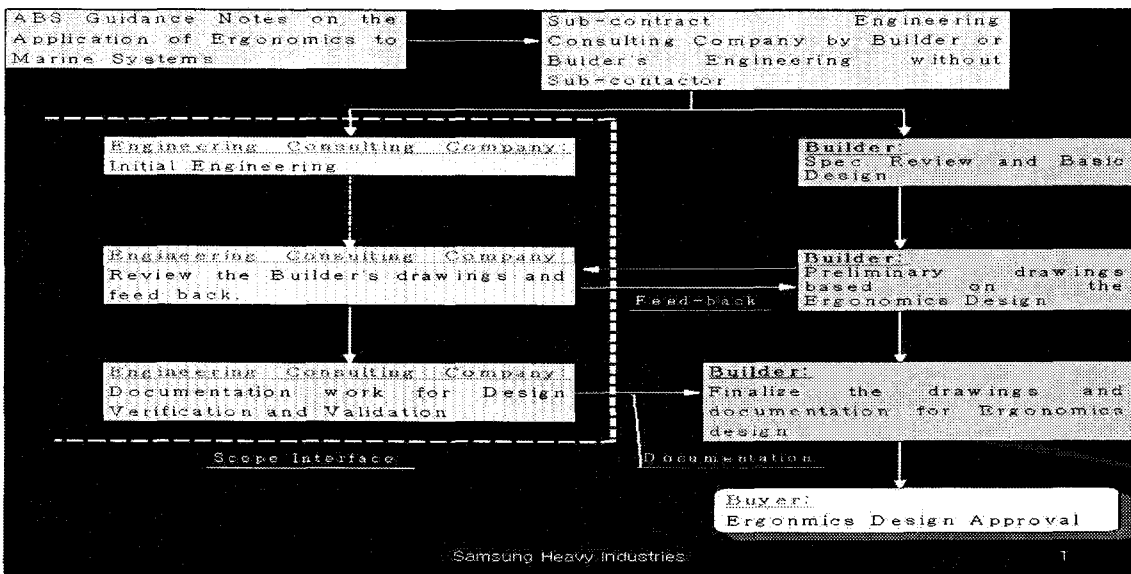 ABS Guidance Notes on the
Application of Ergonomics to
Marine Systems
Sub-contract Engineering
Consulting Company by Builder or
Bulder's Engineering without
Sub-contactor
Engineering Consulting Company:
Initial Engineering
Builder:
Spec Review and Basic
Design
Engineering Consulting Company
Review the Builder's drawings and
feed back.
Builder:
Preliminary drawings
based on the
Ergonomics Design
Feed-back
Engineering Consulting Company
Documentation work for Design
Verification and Validation
Builder:
Finalize the drawings and
documentation for Ergonomics
design
Scope Interface
Documentation
Buyer:
Ergonmics Design Approval
Samsung Heavy Industries
1